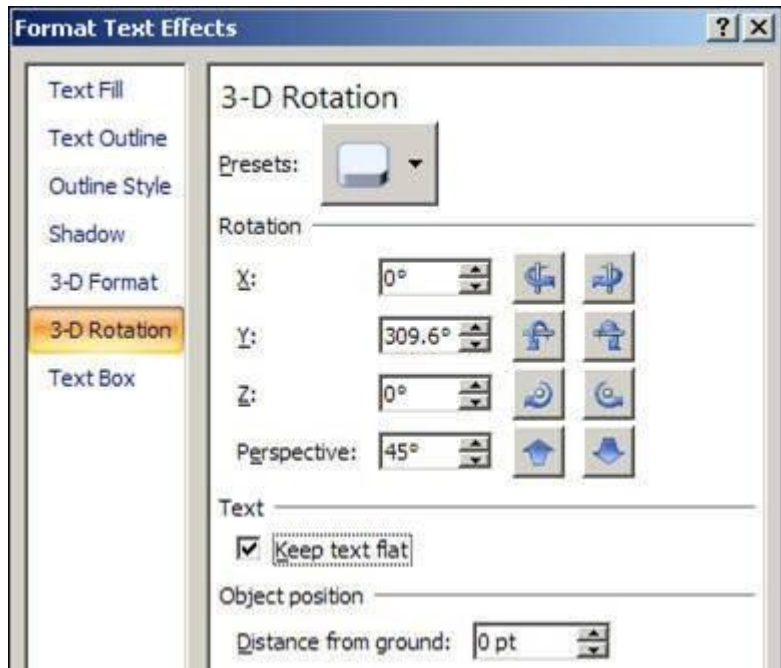 Format Text Effects
Text Fill
Text Outline
Outline Style
Shadow
3-D Format
3-D Rotation
Text Box
3-D Rotation
Presets:
Rotation
X: 0°
Y: 309.6°
Z: 0°
Perspective: 45°
Text
Keep text flat
Object position
Distance from ground: 0 pt